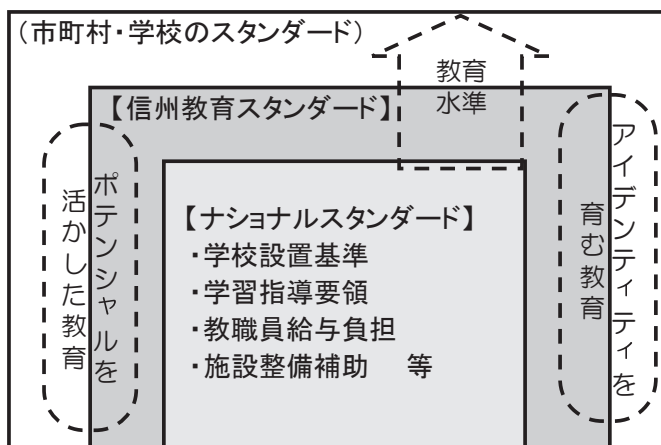 （市町村・学校のスタンダード）
教育
水準
【信州教育スタンダード】
ポテンシャルを
活かした教育
アイデンティティを
育む教育
【ナショナルスタンダード】
・学校設置基準
・学習指導要領
・教職員給与負担
・施設整備補助　等